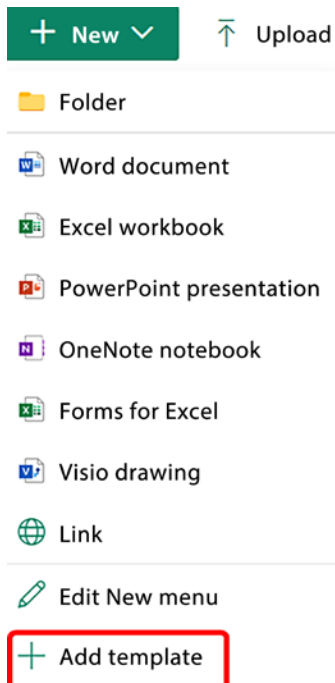 New
Upload
Folder
Word document
Excel workbook
PowerPoint presentation
OneNote notebook
Forms for Excel
Visio drawing
Link
Edit New menu
Add template